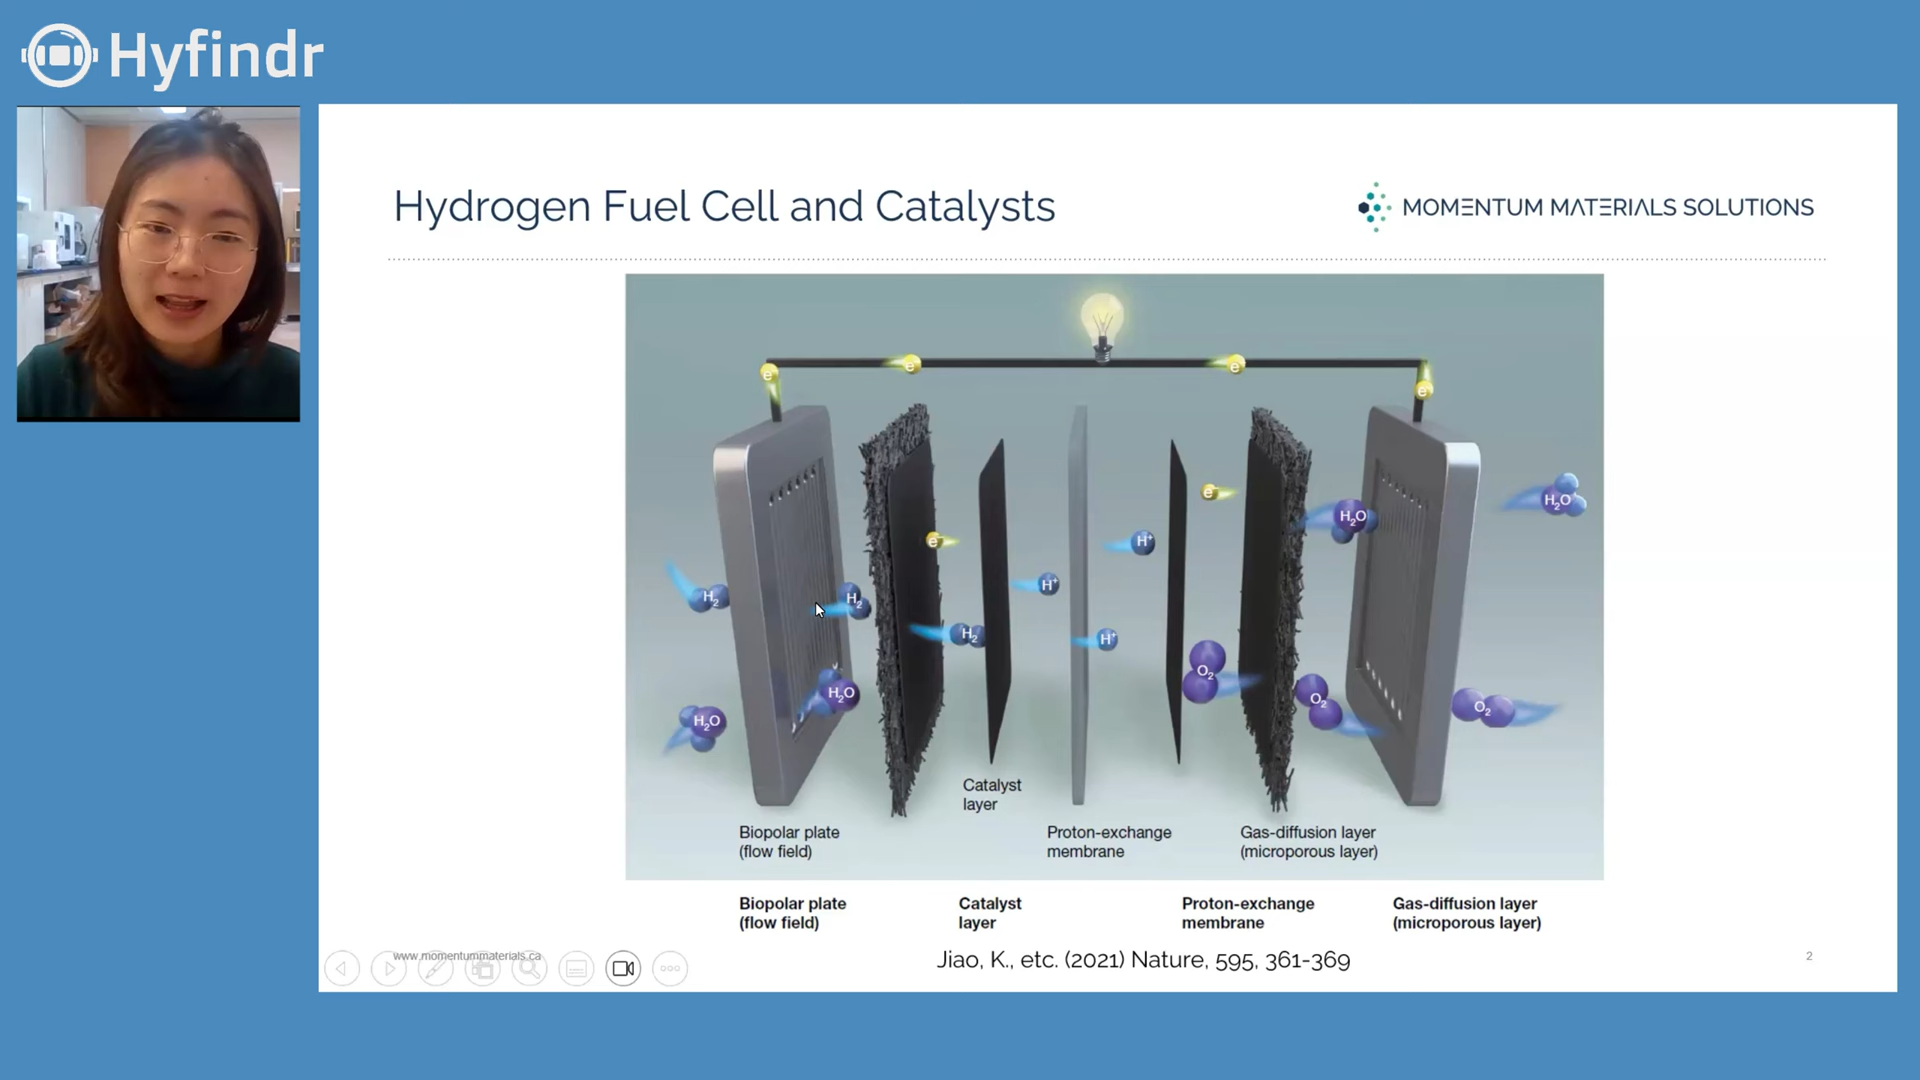 Hyfindr
Hydrogen Fuel Cell and Catalysts
MOMENTUM MATERIALS SOLUTIONS
e
e
e
e
e
e
H₂O
H₂O
H⁺
H⁺
H₂
H₂
H₂
H⁺
O₂
H₂O
O₂
O₂
H₂O
Catalyst
layer
Biopolar plate
(flow field)
Proton-exchange
membrane
Gas-diffusion layer
(microporous layer)
Biopolar plate
(flow field)
Catalyst
layer
Proton-exchange
membrane
Gas-diffusion layer
(microporous layer)
www.momentummaterials.ca
Jiao, K., etc. (2021) Nature, 595, 361-369
2